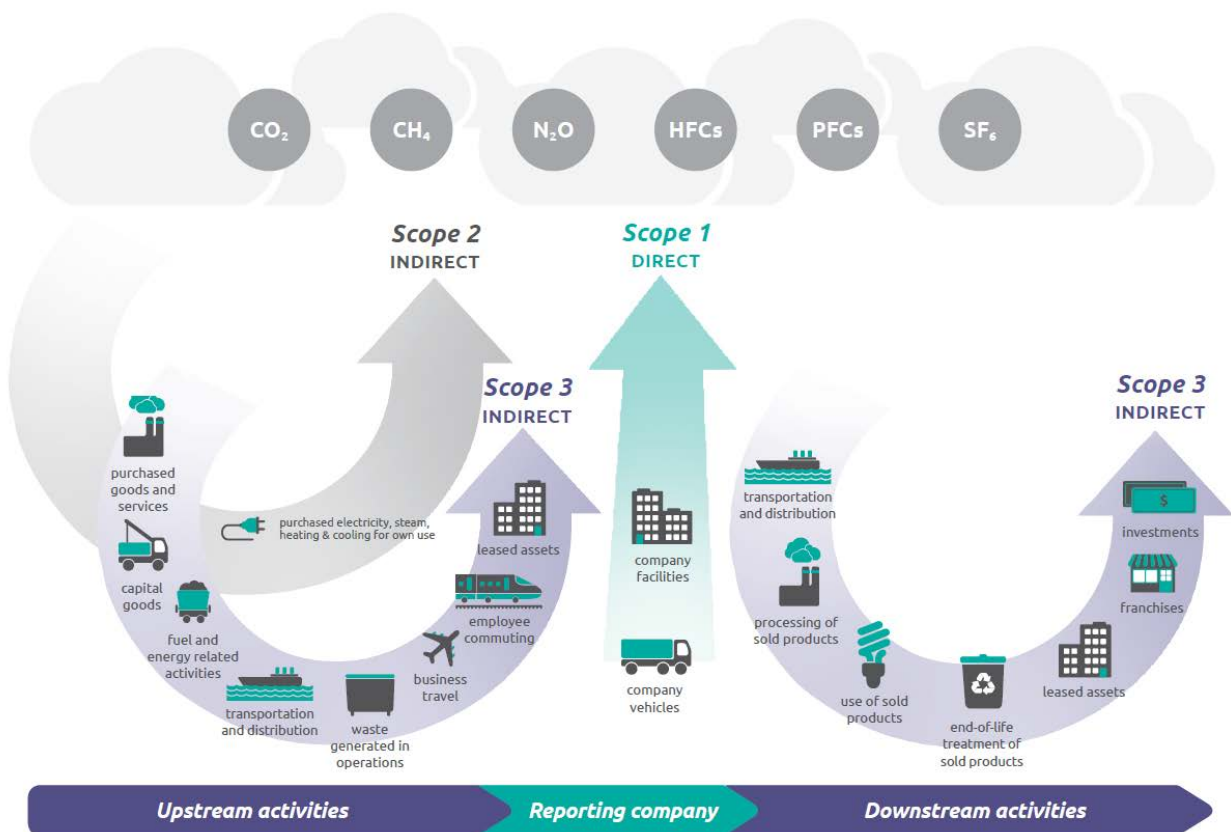 CO₂
CH₄
N₂O
HFCs
PFCs
SF₆
Scope 2
INDIRECT
Scope 1
DIRECT
Scope 3
INDIRECT
Scope 3
INDIRECT
purchased
goods and
services
capital
goods
fuel and
energy related
activities
purchased electricity, steam,
heating & cooling for own use
transportation
and distribution
waste
generated in
operations
business
travel
employee
commuting
leased assets
company
facilities
company
vehicles
transportation
and distribution
processing of
sold products
use of sold
products
end-of-life
treatment of
sold products
leased assets
franchises
$
investments
Upstream activities
Reporting company
Downstream activities